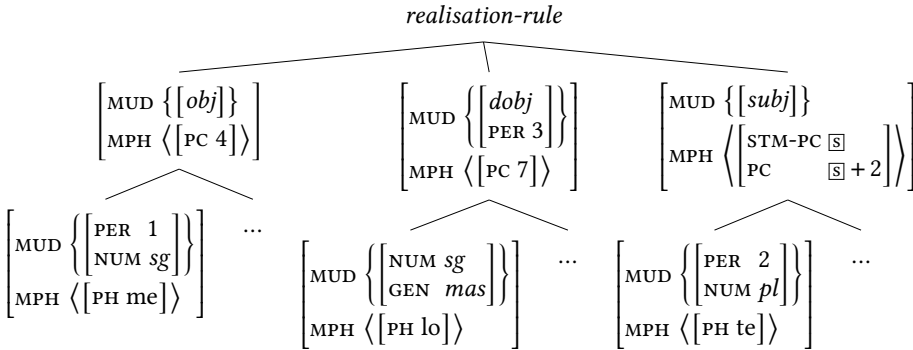 realisation-rule
[MUD {[obj]}]
[MPH ⟨[PC 4]⟩]
[MUD {[dobj
PER 3]}]
[MPH ⟨[PC 7]⟩]
[MUD {[subj]}]
[MPH ⟨[STM-PC [S]
PC [S] + 2]⟩]
[MUD {[PER 1
NUM sg]}]
[MPH ⟨[PH me]⟩]
...
[MUD {[NUM sg
GEN mas]}]
[MPH ⟨[PH lo]⟩]
...
[MUD {[PER 2
NUM pl]}]
[MPH ⟨[PH te]⟩]
...